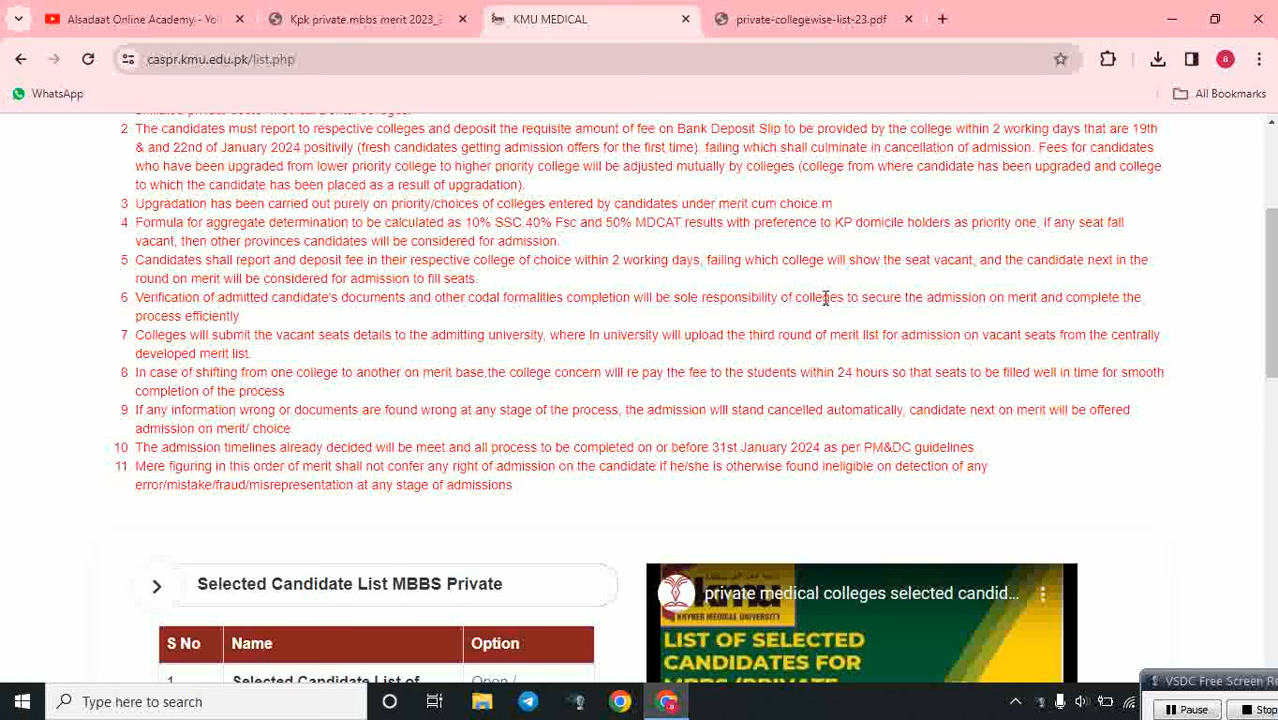 Alsadaat Online Academy - Yo
Kpk private.mbbs merit 2023_
KMU MEDICAL
private-collegewise-list-23.pdf
caspr.kmu.edu.pk/list.php
WhatsApp
All Bookmarks
2 The candidates must report to respective colleges and deposit the requisite amount of fee on Bank Deposit Slip to be provided by the college within 2 working days that are 19th
& and 22nd of January 2024 positivily (fresh candidates getting admission offers for the first time). failing which shall culminate in cancellation of admission. Fees for candidates
who have been upgraded from lower priority college to higher priority college will be adjusted mutually by colleges (college from where candidate has been upgraded and college
to which the candidate has been placed as a result of upgradation).
3 Upgradation has been carried out purely on priority/choices of colleges entered by candidates under merit cum choice.m
4 Formula for aggregate determination to be calculated as 10% SSC 40% Fsc and 50% MDCAT results with preference to KP domicile holders as priority one, if any seat fall
vacant, then other provinces candidates will be considered for admission.
5 Candidates shall report and deposit fee in their respective college of choice within 2 working days, failing which college will show the seat vacant, and the candidate next in the
round on merit will be considered for admission to fill seats.
6 Verification of admitted candidate's documents and other codal formalities completion will be sole responsibility of colleges to secure the admission on merit and complete the
process efficiently
7 Colleges will submit the vacant seats details to the admitting university, where In university will upload the third round of merit lIst for admission on vacant seats from the centrally
developed merit list.
8 In case of shifting from one college to another on merit base,the college concern will re pay the fee to the students within 24 hours so that seats to be filled well in time for smooth
completion of the process
9 If any information wrong or documents are found wrong at any stage of the process, the admission will stand cancelled automatically, candidate next on merit will be offered
admission on merit/ choice
10 The admission timelines already decided will be meet and all process to be completed on or before 31st January 2024 as per PM&DC guidelines
11 Mere figuring in this order of merit shall not confer any right of admission on the candidate if he/she is otherwise found ineligible on detection of any
error/mistake/fraud/misrepresentation at any stage of admissions
Selected Candidate List MBBS Private
S No Name Option
1 Selected Candidate List of Open /
private medical colleges selected candid...
KHYBER MEDICAL UNIVERSITY
LIST OF SELECTED
CANDIDATES FOR
Type here to search
VSDC Free Screen Re
Pause
Stop